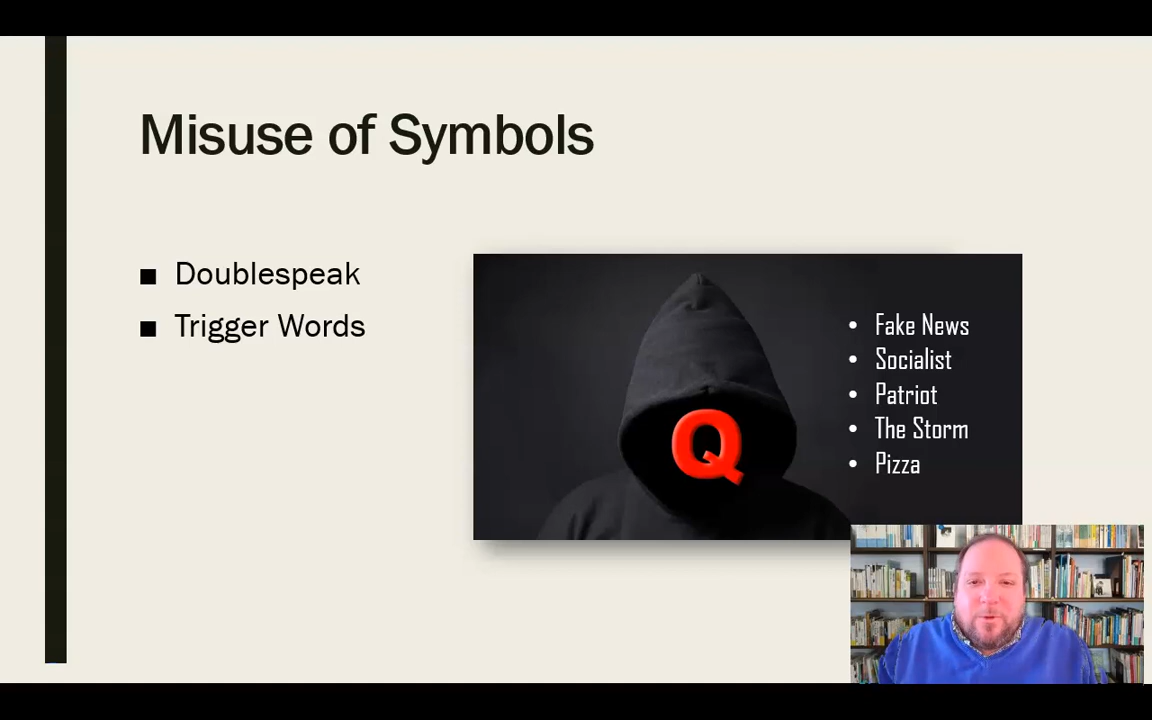 Misuse of Symbols
■ Doublespeak
■ Trigger Words
Q
• Fake News
• Socialist
• Patriot
• The Storm
• Pizza